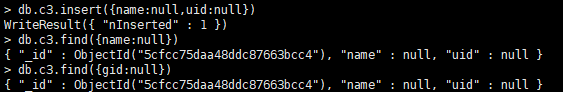 > db.c3.insert({name:null,uid:null})
WriteResult({ "nInserted" : 1 })
> db.c3.find({name:null})
{ "_id" : ObjectId("5cfcc75daa48ddc87663bcc4"), "name" : null, "uid" : null }
> db.c3.find({gid:null})
{ "_id" : ObjectId("5cfcc75daa48ddc87663bcc4"), "name" : null, "uid" : null }